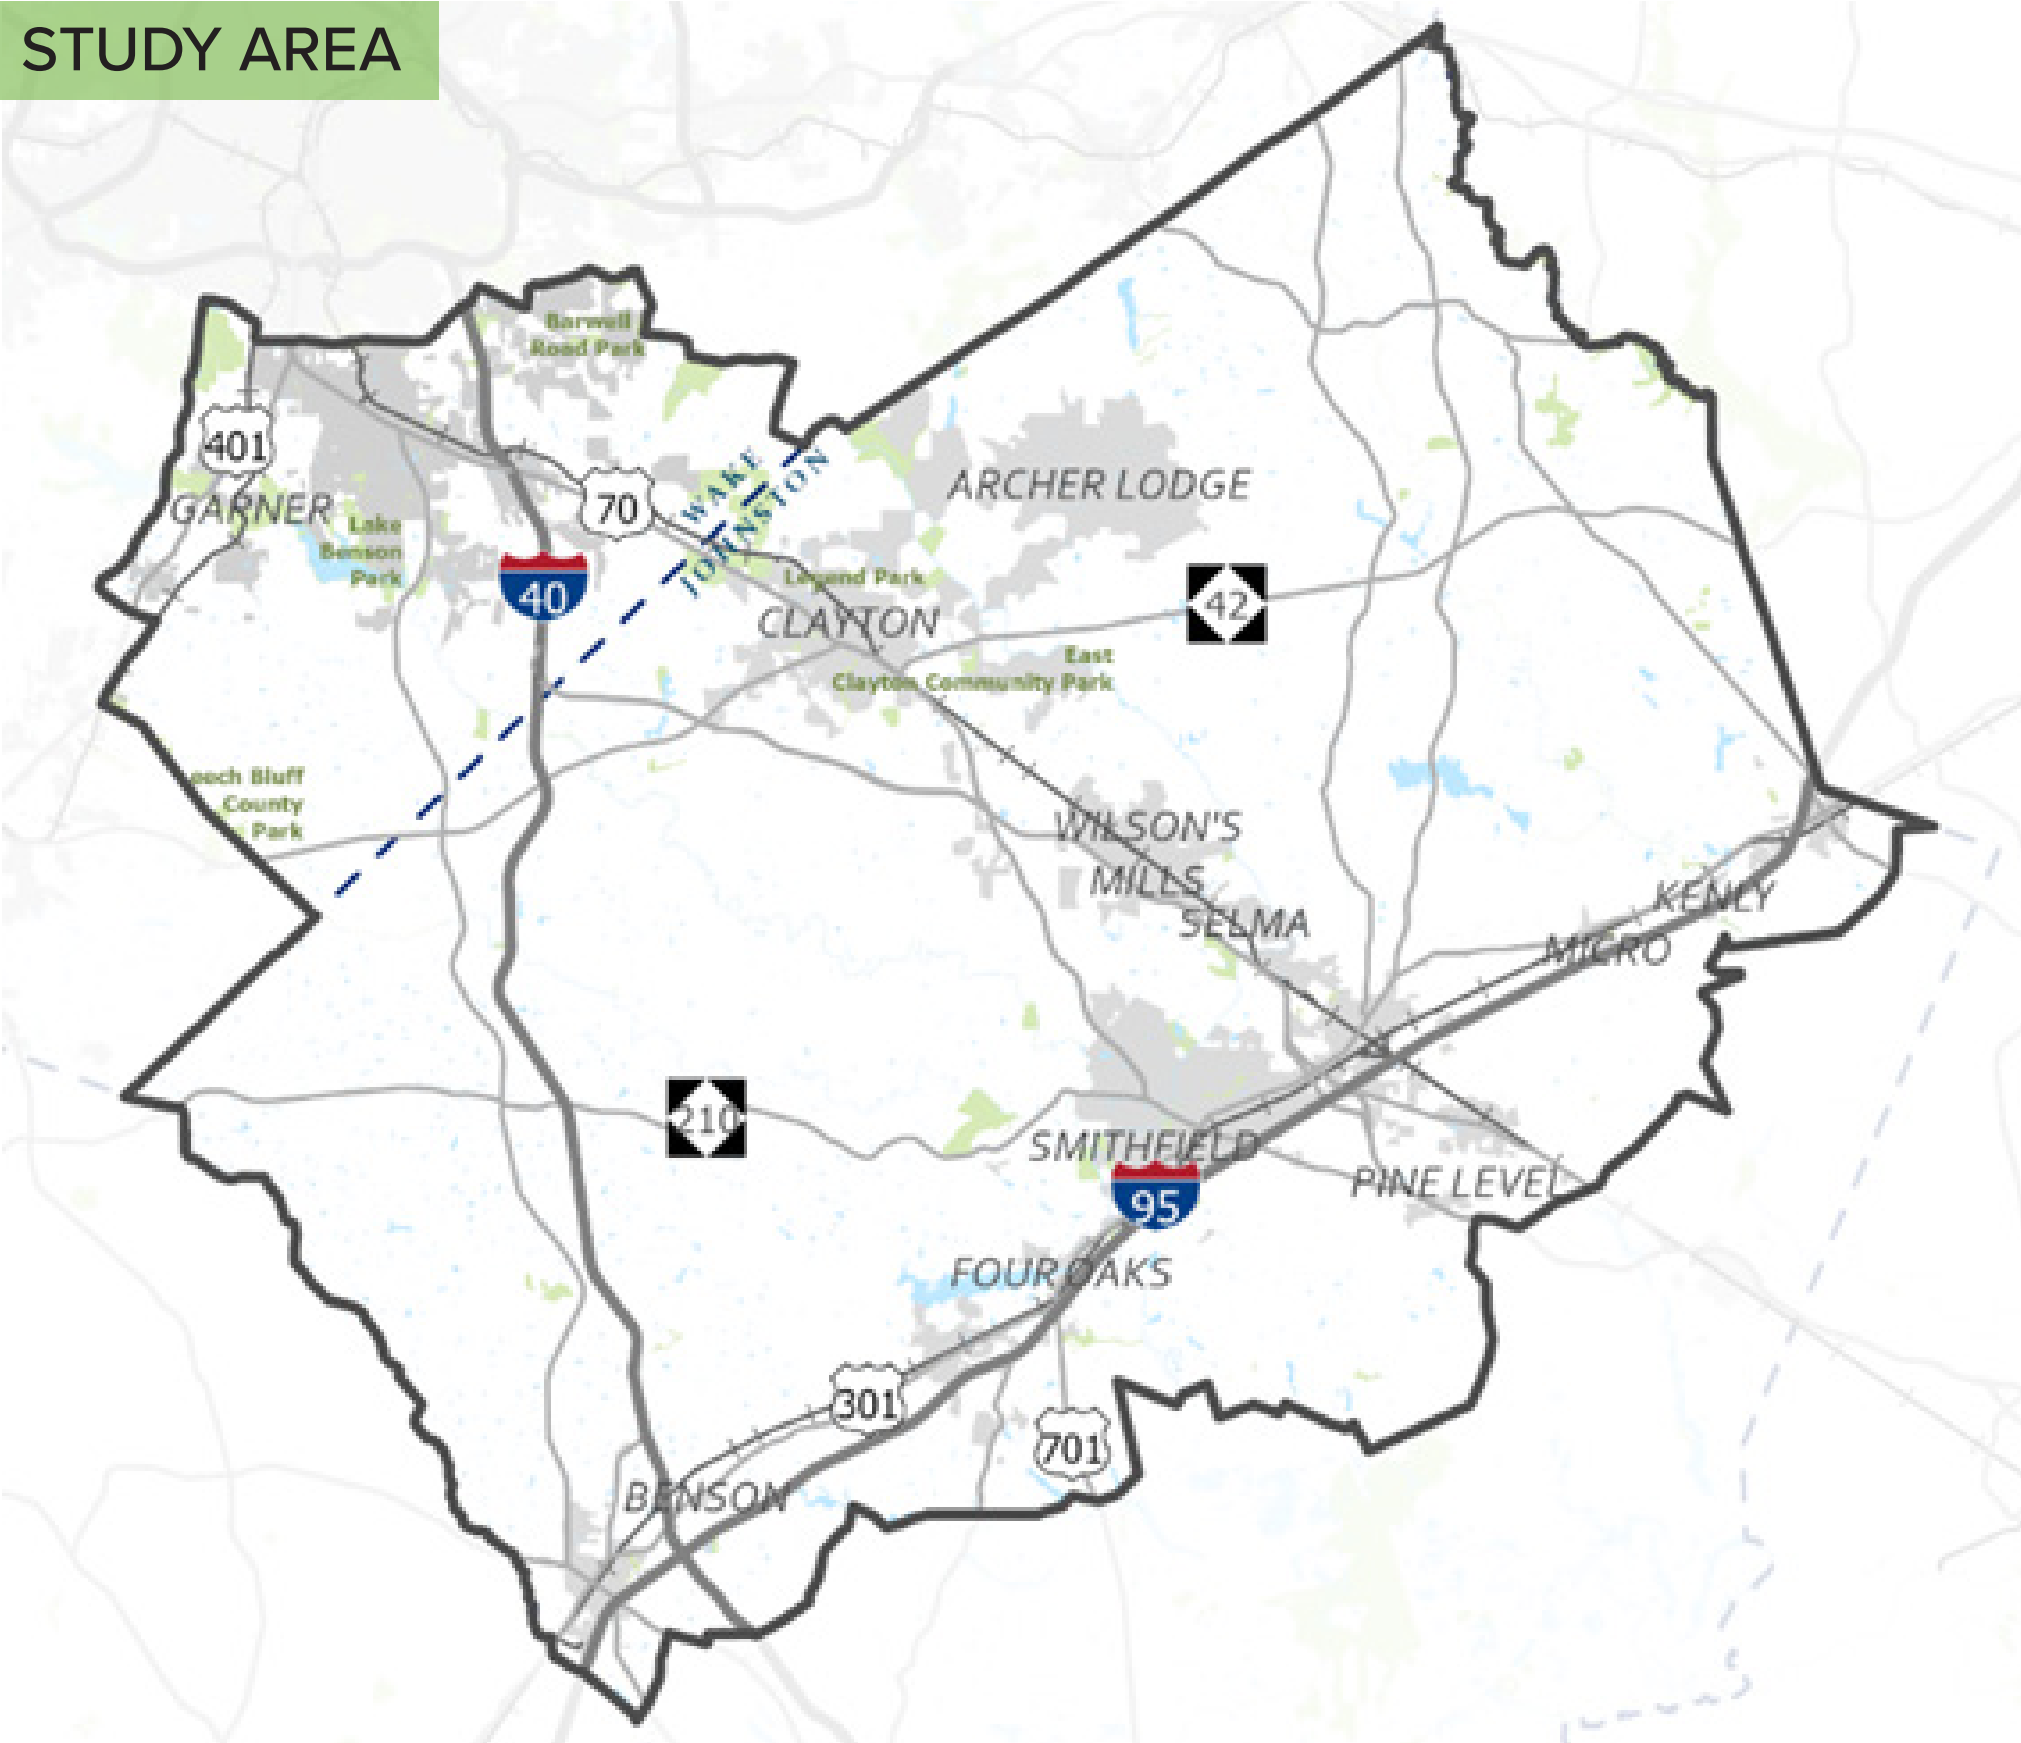 STUDY AREA
Barwell
Road Park
401
GARNER
70
WAKE
JOHNSTON
ARCHER LODGE
Lake
Benson
Park
40
Legend Park
CLAYTON
42
East
Clayton Community Park
eech Bluff
County
Park
WILSON'S
MILLS
SELMA
KENLY
MICRO
210
SMITHFIELD
95
PINE LEVEL
FOUR OAKS
301
701
BENSON